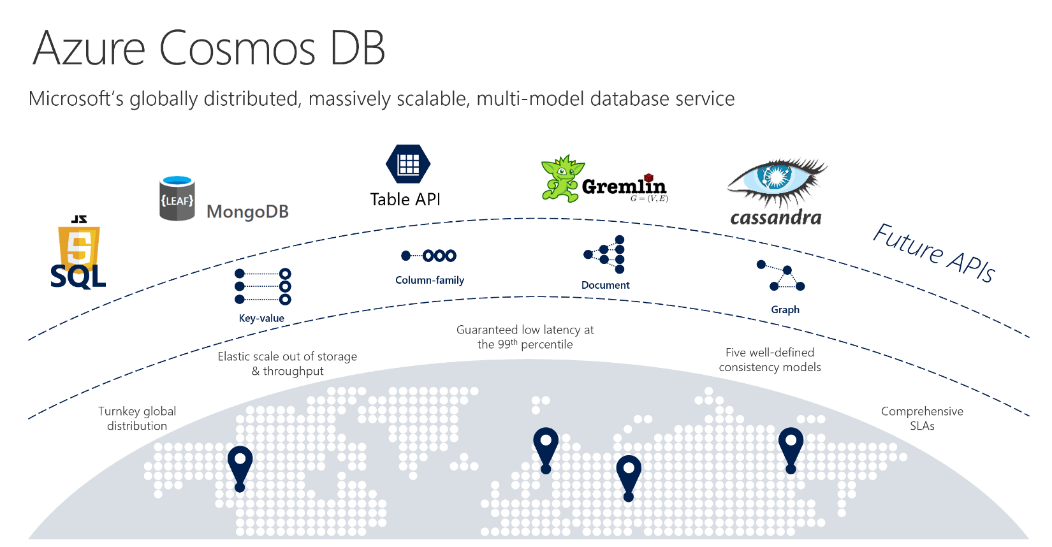 Azure Cosmos DB
Microsoft's globally distributed, massively scalable, multi-model database service
JS
5
SQL
{LEAF}
MongoDB
Table API
Gremlin
G = (V, E)
cassandra
Future APIs
Key-value
Column-family
Document
Graph
Turnkey global
distribution
Elastic scale out of storage
& throughput
Guaranteed low latency at
the 99th percentile
Five well-defined
consistency models
Comprehensive
SLAs